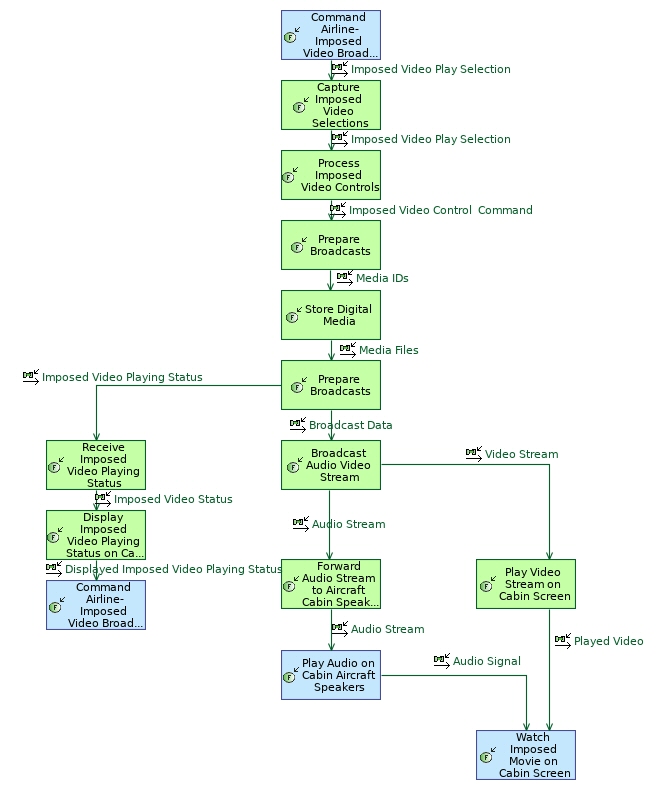 Command
Airline-
Imposed
Video Broad...
Imposed Video Play Selection
Capture
Imposed
Video
Selections
Imposed Video Play Selection
Process
Imposed
Video Controls
Imposed Video Control  Command
Prepare
Broadcasts
Media IDs
Store Digital
Media
Media Files
Prepare
Broadcasts
Imposed Video Playing Status
Broadcast Data
Receive
Imposed
Video Playing
Status
Broadcast
Audio Video
Stream
Video Stream
Imposed Video Status
Display
Imposed
Video Playing
Status on Ca...
Audio Stream
Displayed Imposed Video Playing Status
Forward
Audio Stream
to Aircraft
Cabin Speak...
Play Video
Stream on
Cabin Screen
Command
Airline-
Imposed
Video Broad...
Audio Stream
Played Video
Play Audio on
Cabin Aircraft
Speakers
Audio Signal
Watch
Imposed
Movie on
Cabin Screen